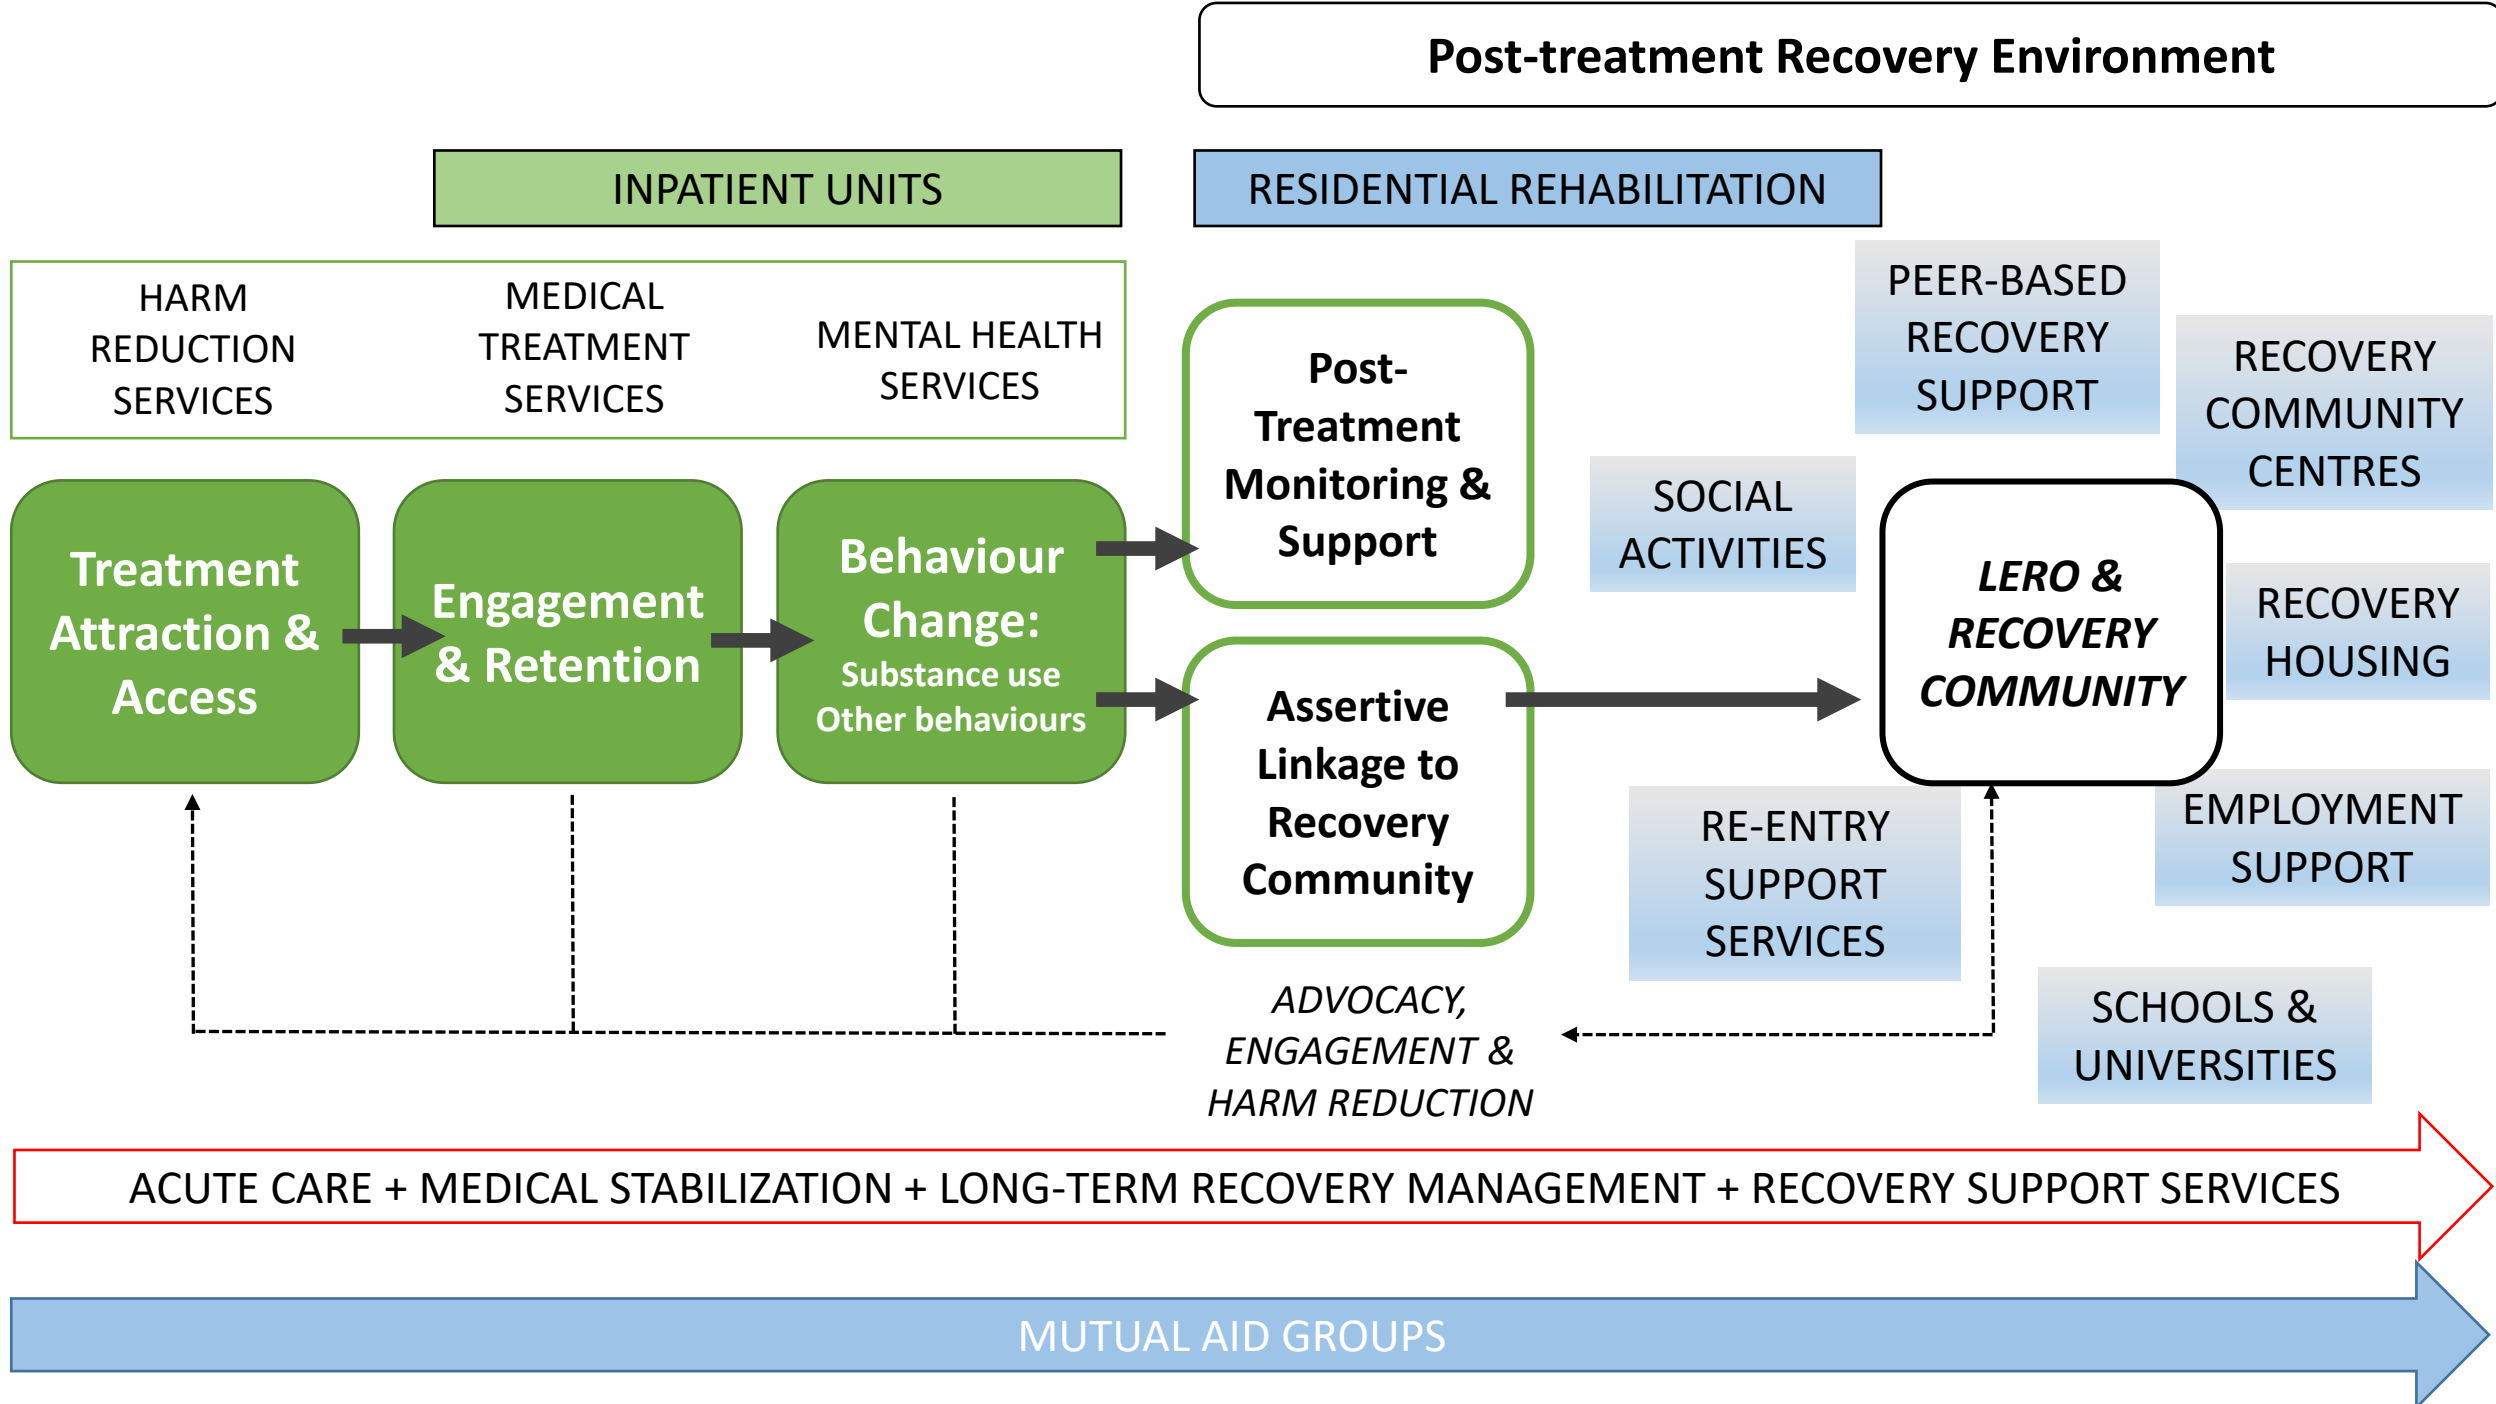 Post-treatment Recovery Environment
INPATIENT UNITS
RESIDENTIAL REHABILITATION
HARM
REDUCTION
SERVICES
MEDICAL
TREATMENT
SERVICES
MENTAL HEALTH
SERVICES
Treatment
Attraction &
Access
Engagement
& Retention
Behaviour
Change:
Substance use
Other behaviours
Post-
Treatment
Monitoring &
Support
Assertive
Linkage to
Recovery
Community
SOCIAL
ACTIVITIES
PEER-BASED
RECOVERY
SUPPORT
RECOVERY
COMMUNITY
CENTRES
LERO &
RECOVERY
COMMUNITY
RECOVERY
HOUSING
EMPLOYMENT
SUPPORT
RE-ENTRY
SUPPORT
SERVICES
SCHOOLS &
UNIVERSITIES
ADVOCACY,
ENGAGEMENT &
HARM REDUCTION
ACUTE CARE + MEDICAL STABILIZATION + LONG-TERM RECOVERY MANAGEMENT + RECOVERY SUPPORT SERVICES
MUTUAL AID GROUPS